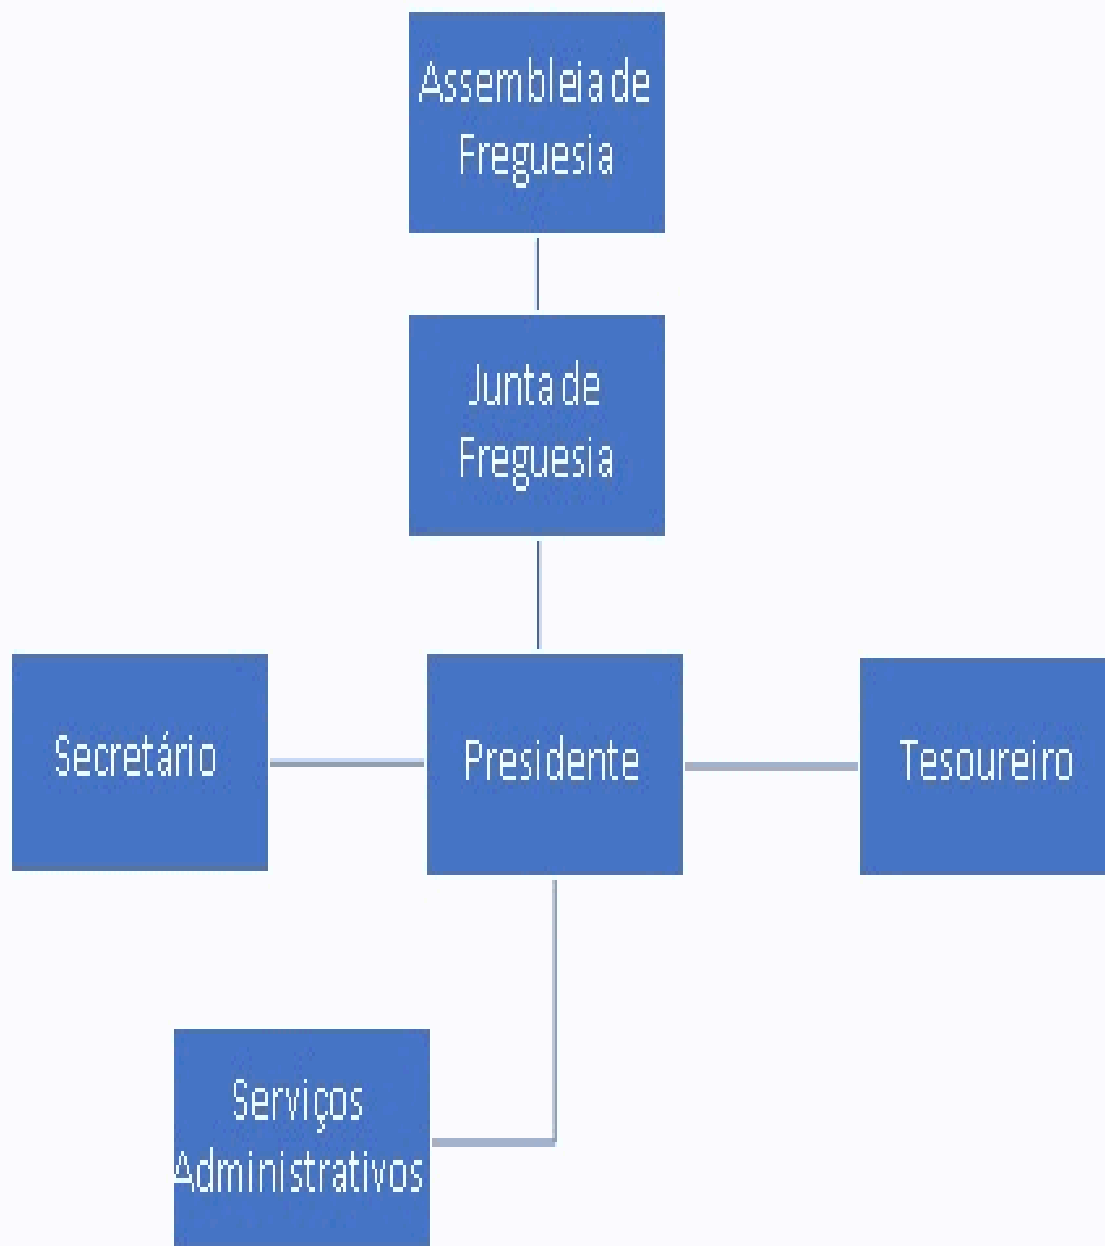 Assembleia de
Freguesia
Junta de
Freguesia
Secretário
Presidente
Tesoureiro
Serviços
Administrativos